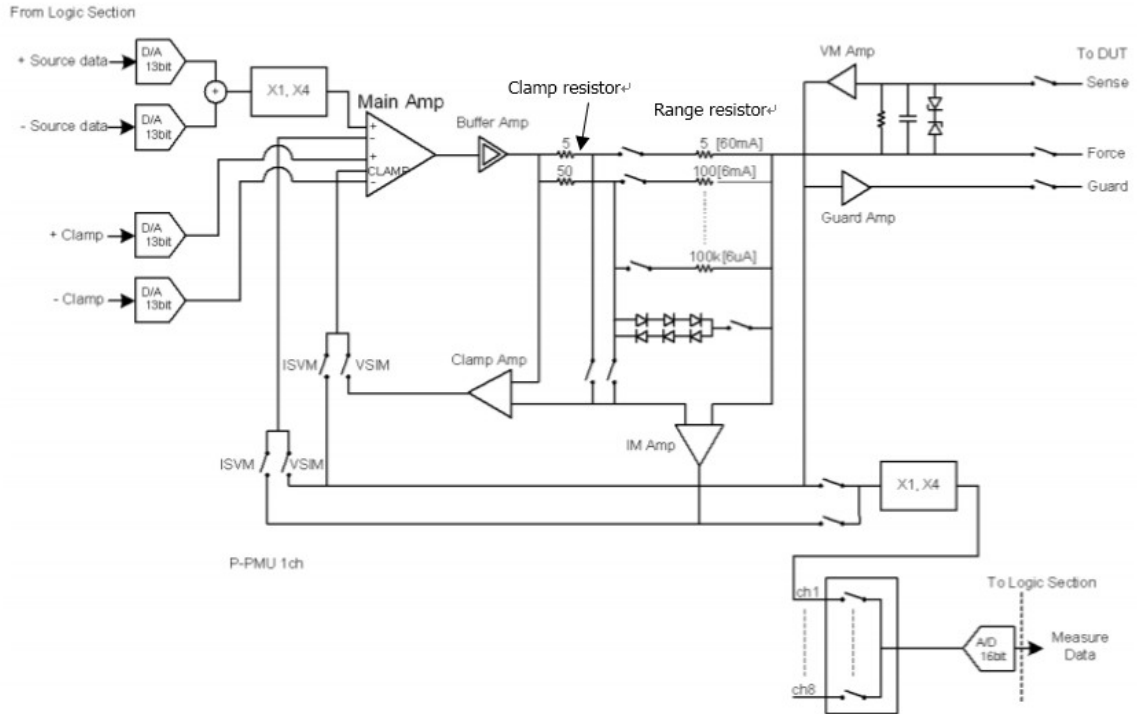 From Logic Section
+ Source data
D/A
13bit
- Source data
D/A
13bit
+
X1, X4
Main Amp
+
-
+
CLAMP
-
Buffer Amp
Clamp resistor↵
Range resistor↵
5
50
5 [60mA]
100[6mA]
100k[6uA]
VM Amp
To DUT
Sense
Force
Guard
Guard Amp
+ Clamp
D/A
13bit
- Clamp
D/A
13bit
ISVM
VSIM
Clamp Amp
IM Amp
ISVM
VSIM
X1, X4
P-PMU 1ch
To Logic Section
ch1
ch8
A/D
16bit
Measure
Data